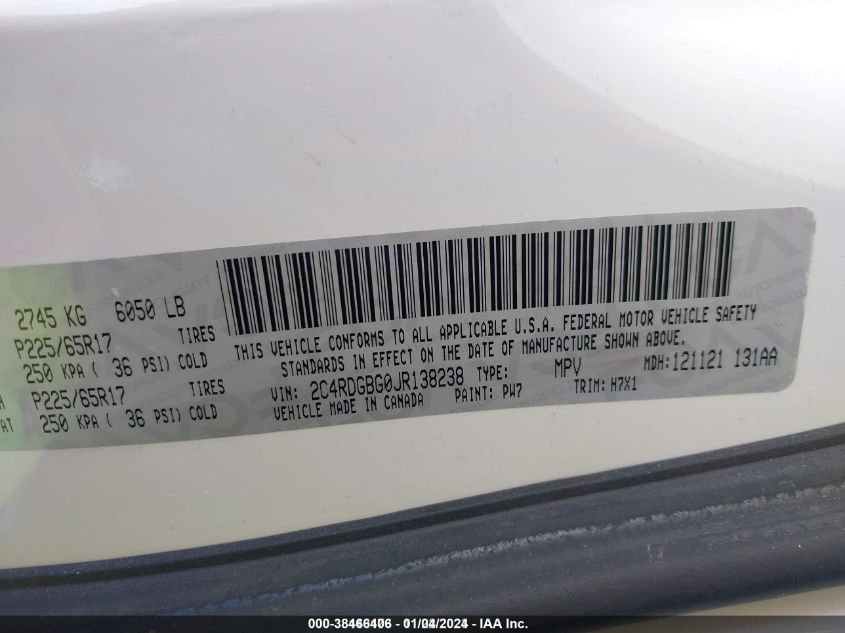 2745 KG 6050 LB
P225/65R17 TIRES
250 KPA ( 36 PSI) COLD
P225/65R17 TIRES
AT 250 KPA ( 36 PSI) COLD
THIS VEHICLE CONFORMS TO ALL APPLICABLE U.S.A. FEDERAL MOTOR VEHICLE SAFETY
STANDARDS IN EFFECT ON THE DATE OF MANUFACTURE SHOWN ABOVE.
MDH:121121 131AA
VIN: 2C4RDGBG0JR138238 TYPE: MPV
VEHICLE MADE IN CANADA PAINT: PW7 TRIM: H7X1
000-38466406 - 01/04/2024 - IAA Inc.